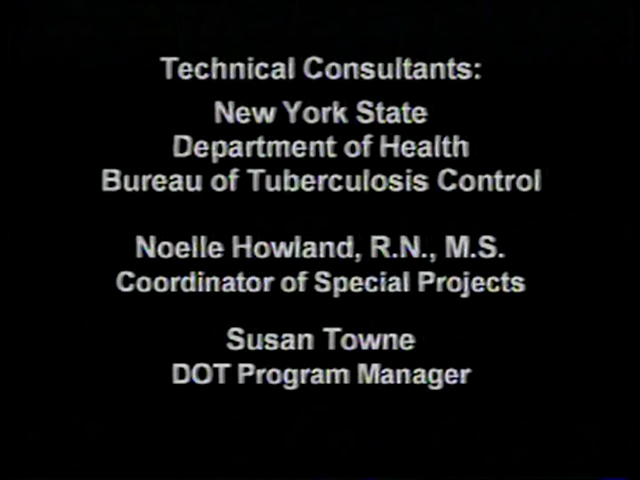 Technical Consultants:
New York State
Department of Health
Bureau of Tuberculosis Control
Noelle Howland, R.N., M.S.
Coordinator of Special Projects
Susan Towne
DOT Program Manager